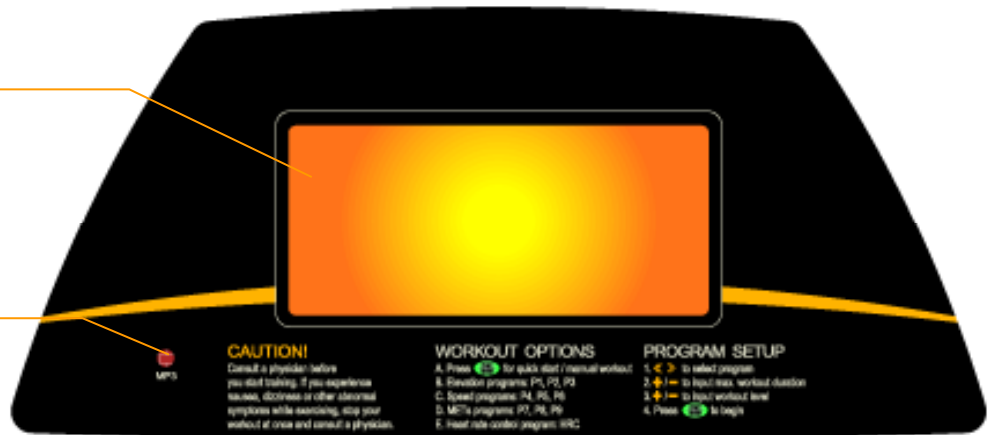 MP3
CAUTION!
Consult a physician before
you start training. If you experience
nausea, dizziness or other abnormal
symptoms while exercising, stop your
workout at once and consult a physician.
WORKOUT OPTIONS
A. Press for quick start / manual workout
B. Elevation programs: P1, P2, P3
C. Speed programs: P4, P5, P6
D. METs programs: P7, P8, P9
E. Heart rate control program: HRC
PROGRAM SETUP
1. < > to select program
2. + / − to input max. workout duration
3. + / − to input workout level
4. Press to begin